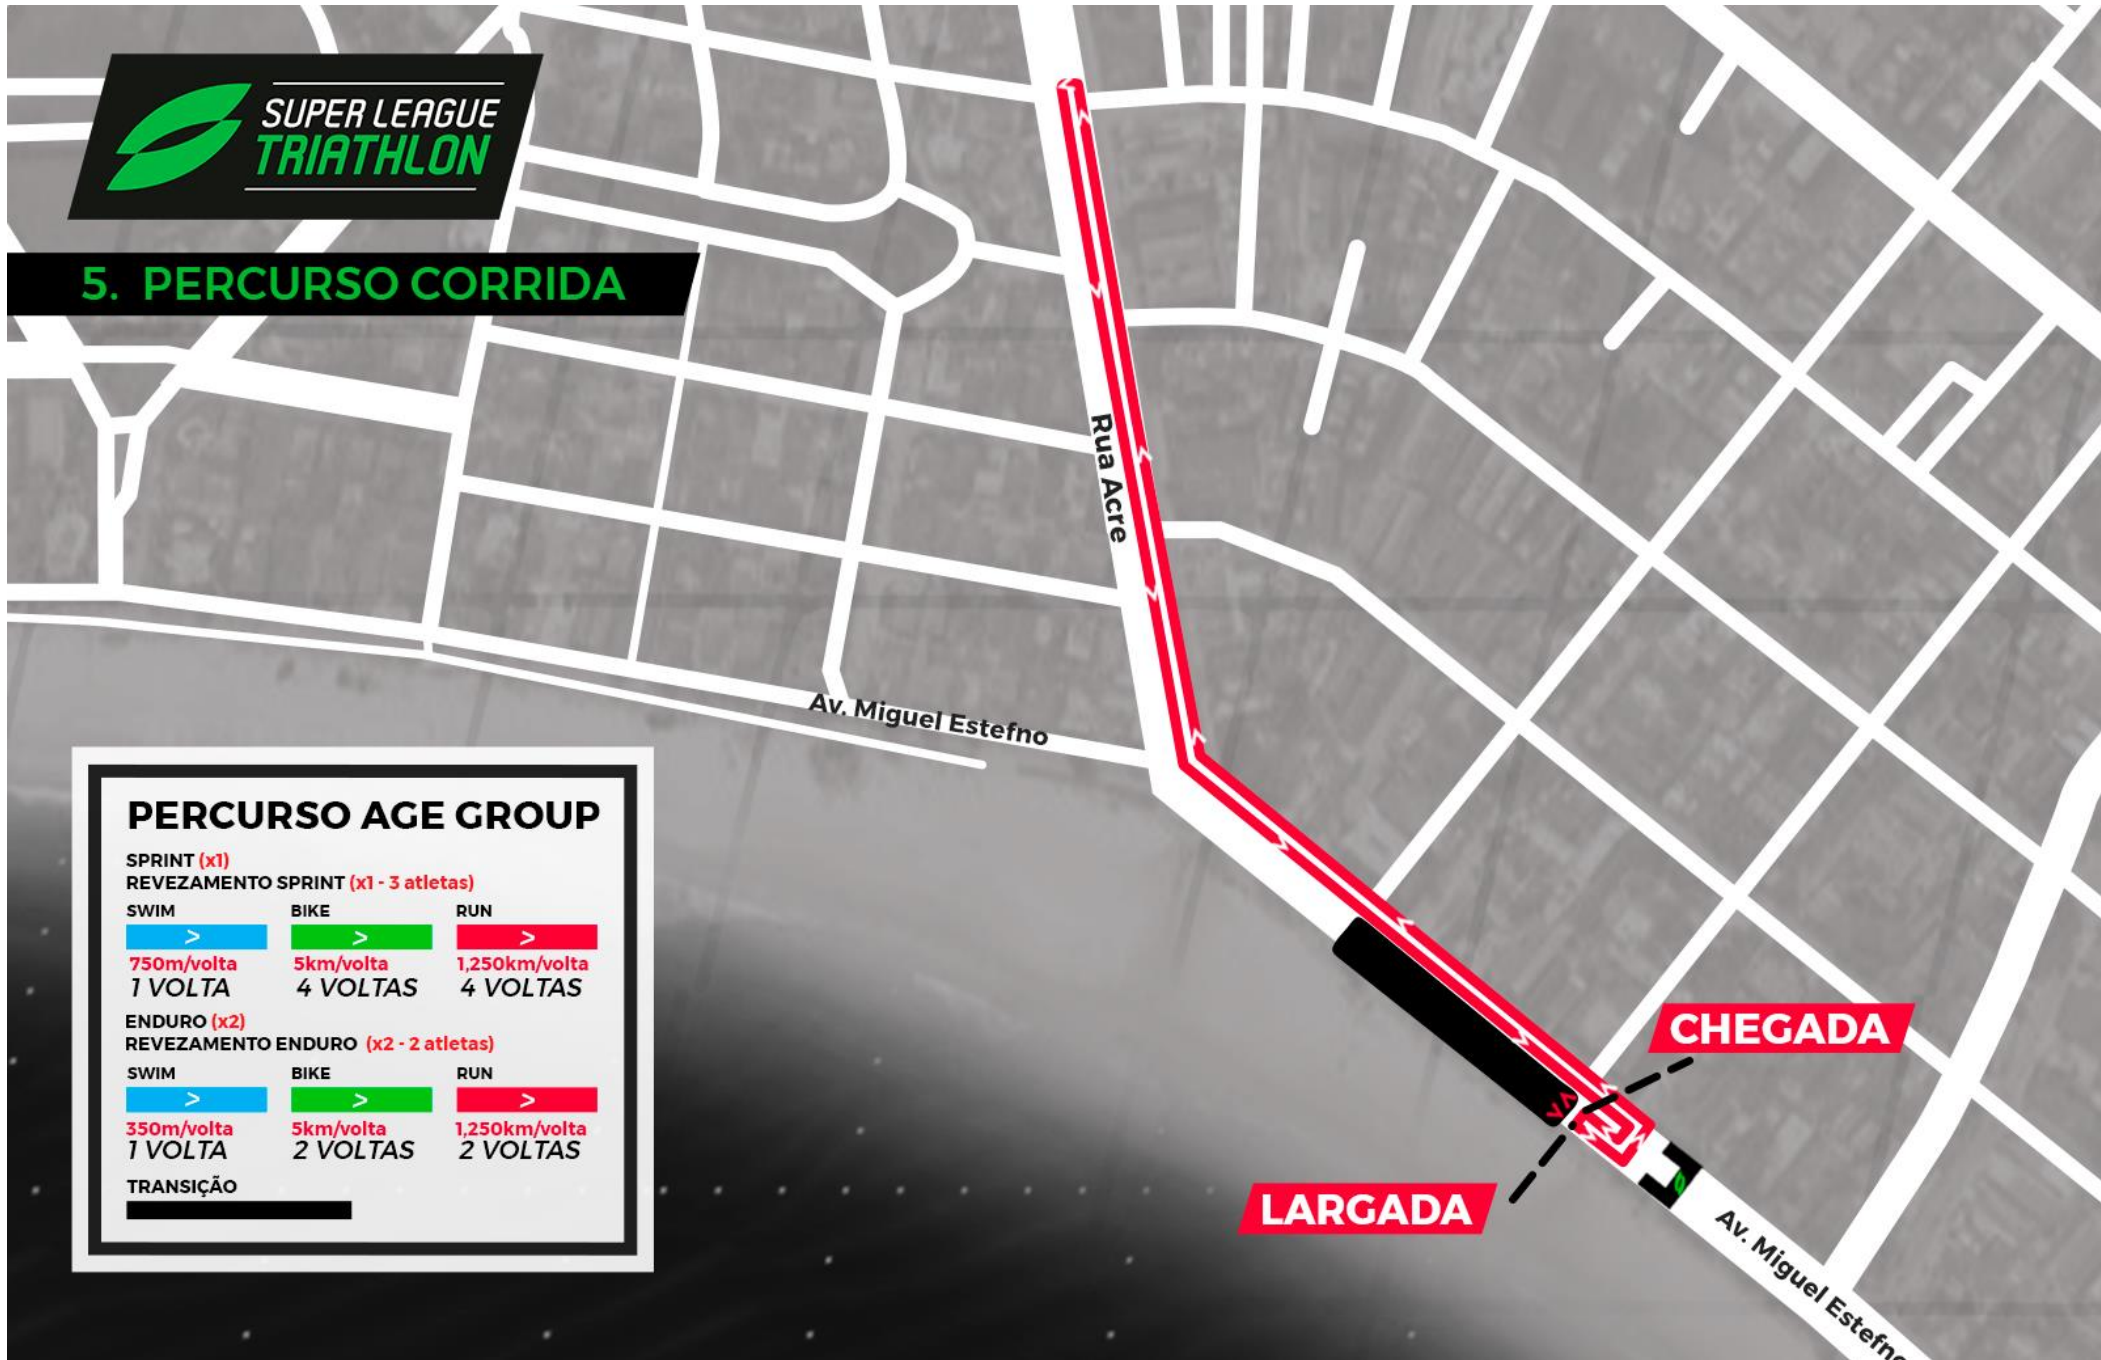 SUPER LEAGUE
TRIATHLON
5. PERCURSO CORRIDA
Rua Acre
Av. Miguel Estefno
PERCURSO AGE GROUP
SPRINT (x1)
REVEZAMENTO SPRINT (x1 - 3 atletas)
SWIM BIKE RUN
> > >
750m/volta 5km/volta 1,250km/volta
1 VOLTA 4 VOLTAS 4 VOLTAS
ENDURO (x2)
REVEZAMENTO ENDURO (x2 - 2 atletas)
SWIM BIKE RUN
> > >
350m/volta 5km/volta 1,250km/volta
1 VOLTA 2 VOLTAS 2 VOLTAS
TRANSIÇÃO
CHEGADA
LARGADA
Av. Miguel Estefno